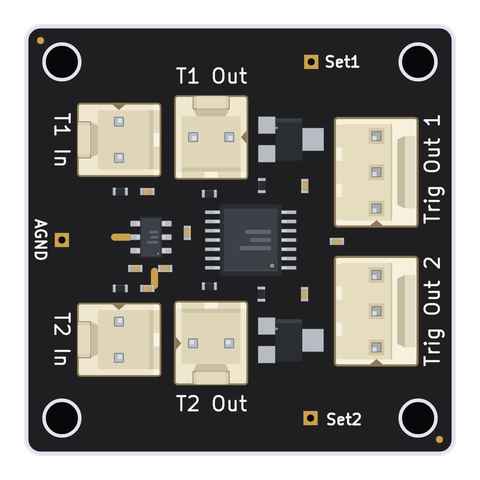 T1 Out
Set1
T1 In
Trig Out 1
AGND
T2 In
Trig Out 2
T2 Out
Set2